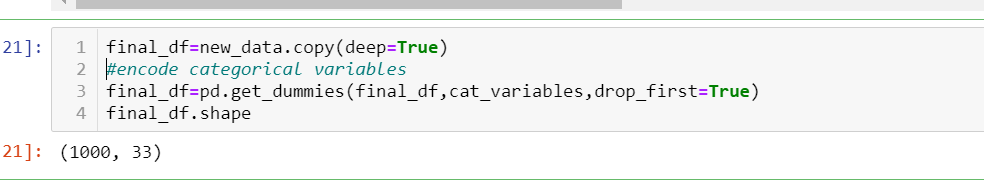 21]:
1 final_df=new_data.copy(deep=True)
2 #encode categorical variables
3 final_df=pd.get_dummies(final_df,cat_variables,drop_first=True)
4 final_df.shape
21]: (1000, 33)